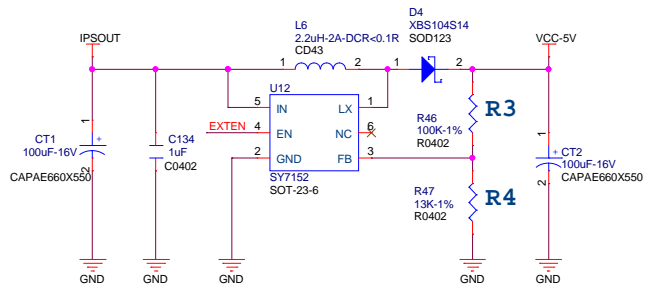 IPSOUT
L6
2.2uH-2A-DCR<0.1R
CD43
D4
XBS104S14
SOD123
VCC-5V
1
2
1
2
U12
5
IN
LX
1
EXTEN
4
EN
NC
6
2
GND
FB
3
SY7152
SOT-23-6
1
+
CT1
100uF-16V
2
CAPAE660X550
C134
1uF
C0402
R46
100K-1%
R0402
R3
R47
13K-1%
R0402
R4
1
+
CT2
100uF-16V
2
CAPAE660X550
GND
GND
GND
GND
GND